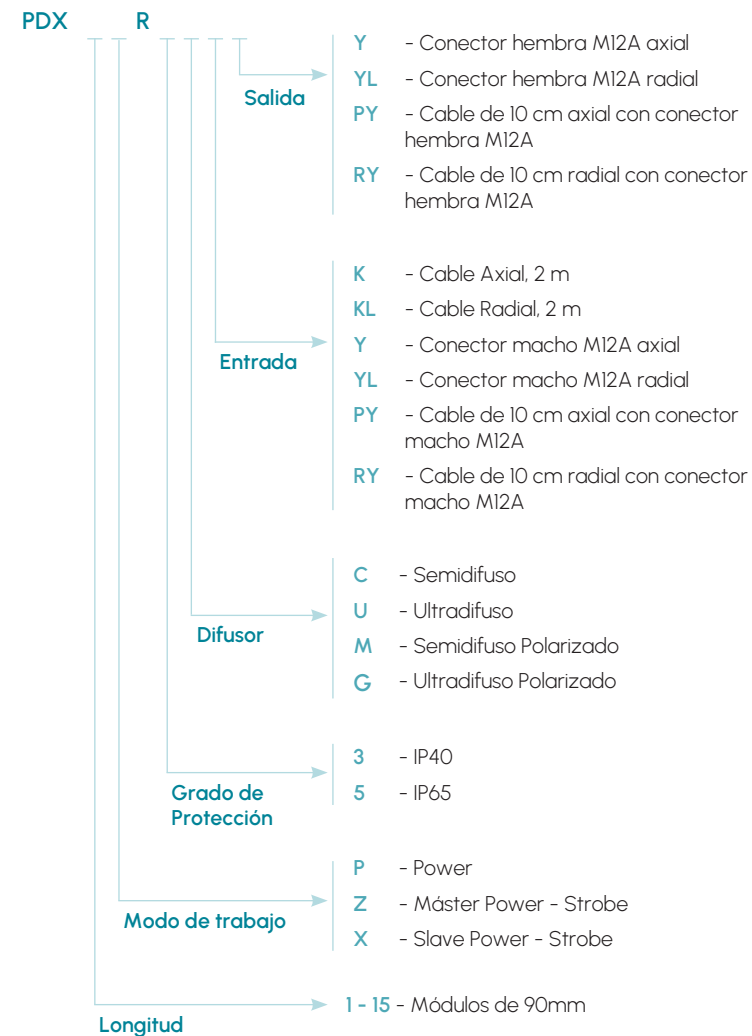 PDX R
Y - Conector hembra M12A axial
YL - Conector hembra M12A radial
Salida
PY - Cable de 10 cm axial con conector
hembra M12A
RY - Cable de 10 cm radial con conector
hembra M12A
K - Cable Axial, 2 m
KL - Cable Radial, 2 m
Y - Conector macho M12A axial
Entrada
YL - Conector macho M12A radial
PY - Cable de 10 cm axial con conector
macho M12A
RY - Cable de 10 cm radial con conector
macho M12A
C - Semidifuso
U - Ultradifuso
Difusor
M - Semidifuso Polarizado
G - Ultradifuso Polarizado
3 - IP40
5 - IP65
Grado de
Protección
P - Power
Z - Máster Power - Strobe
Modo de trabajo
X - Slave Power - Strobe
1 - 15 - Módulos de 90mm
Longitud